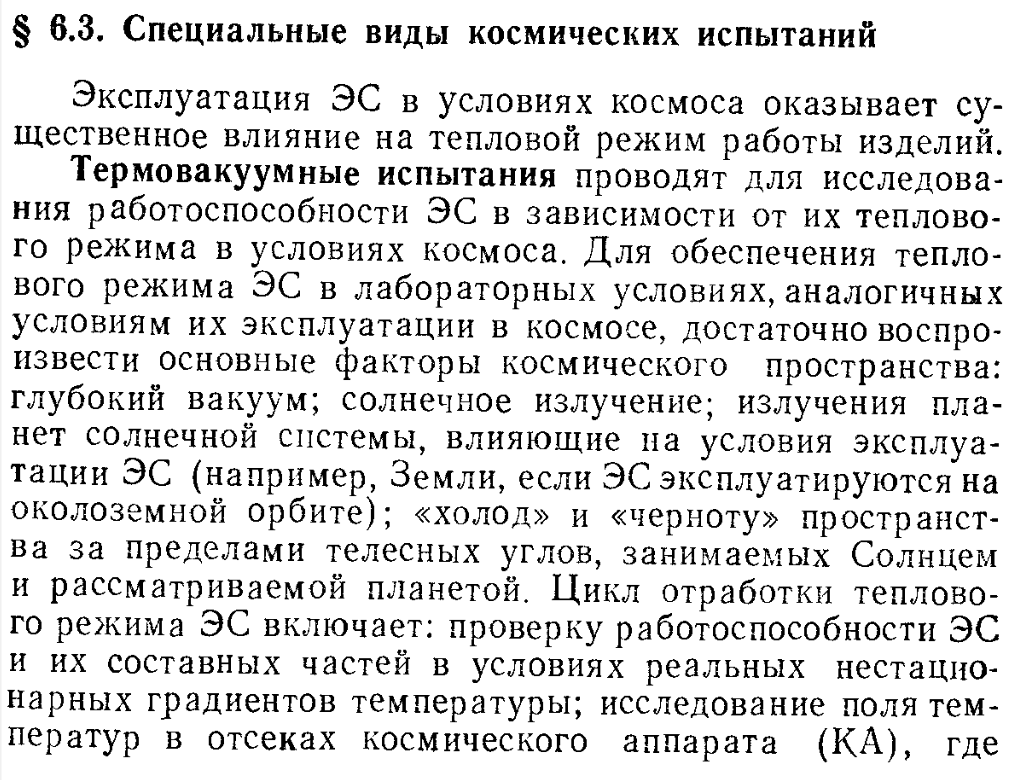 § 6.3. Специальные виды космических испытаний
Эксплуатация ЭС в условиях космоса оказывает су-
щественное влияние на тепловой режим работы изделий.
Термовакуумные испытания проводят для исследова-
ния работоспособности ЭС в зависимости от их теплово-
го режима в условиях космоса. Для обеспечения тепло-
вого режима ЭС в лабораторных условиях, аналогичных
условиям их эксплуатации в космосе, достаточно воспро-
извести основные факторы космического пространства:
глубокий вакуум; солнечное излучение; излучения пла-
нет солнечной системы, влияющие на условия эксплуа-
тации ЭС (например, Земли, если ЭС эксплуатируются на
околоземной орбите); «холод» и «черноту» пространст-
ва за пределами телесных углов, занимаемых Солнцем
и рассматриваемой планетой. Цикл отработки теплово-
го режима ЭС включает: проверку работоспособности ЭС
и их составных частей в условиях реальных нестацио-
нарных градиентов температуры; исследование поля тем-
ператур в отсеках космического аппарата (КА), где